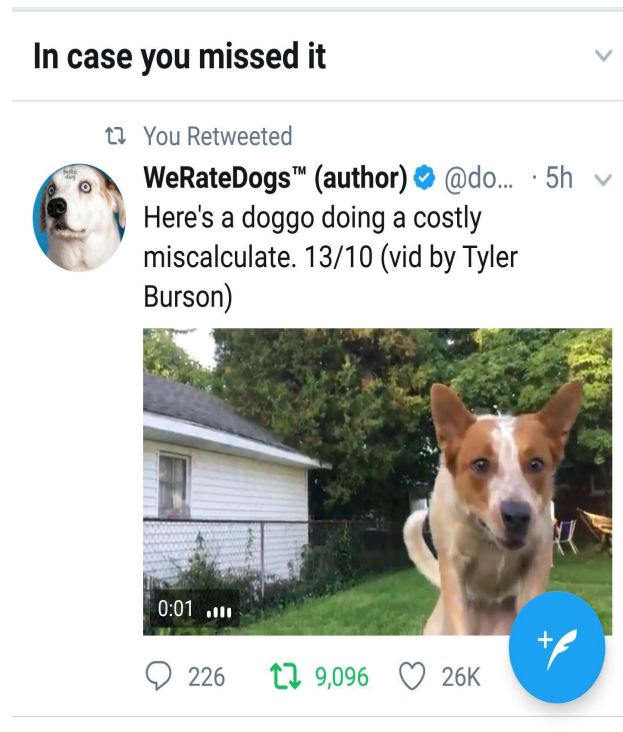 In case you missed it
You Retweeted
WeRateDogs™ (author) @do... · 5h
Here's a doggo doing a costly
miscalculate. 13/10 (vid by Tyler
Burson)
0:01
226 9,096 26K